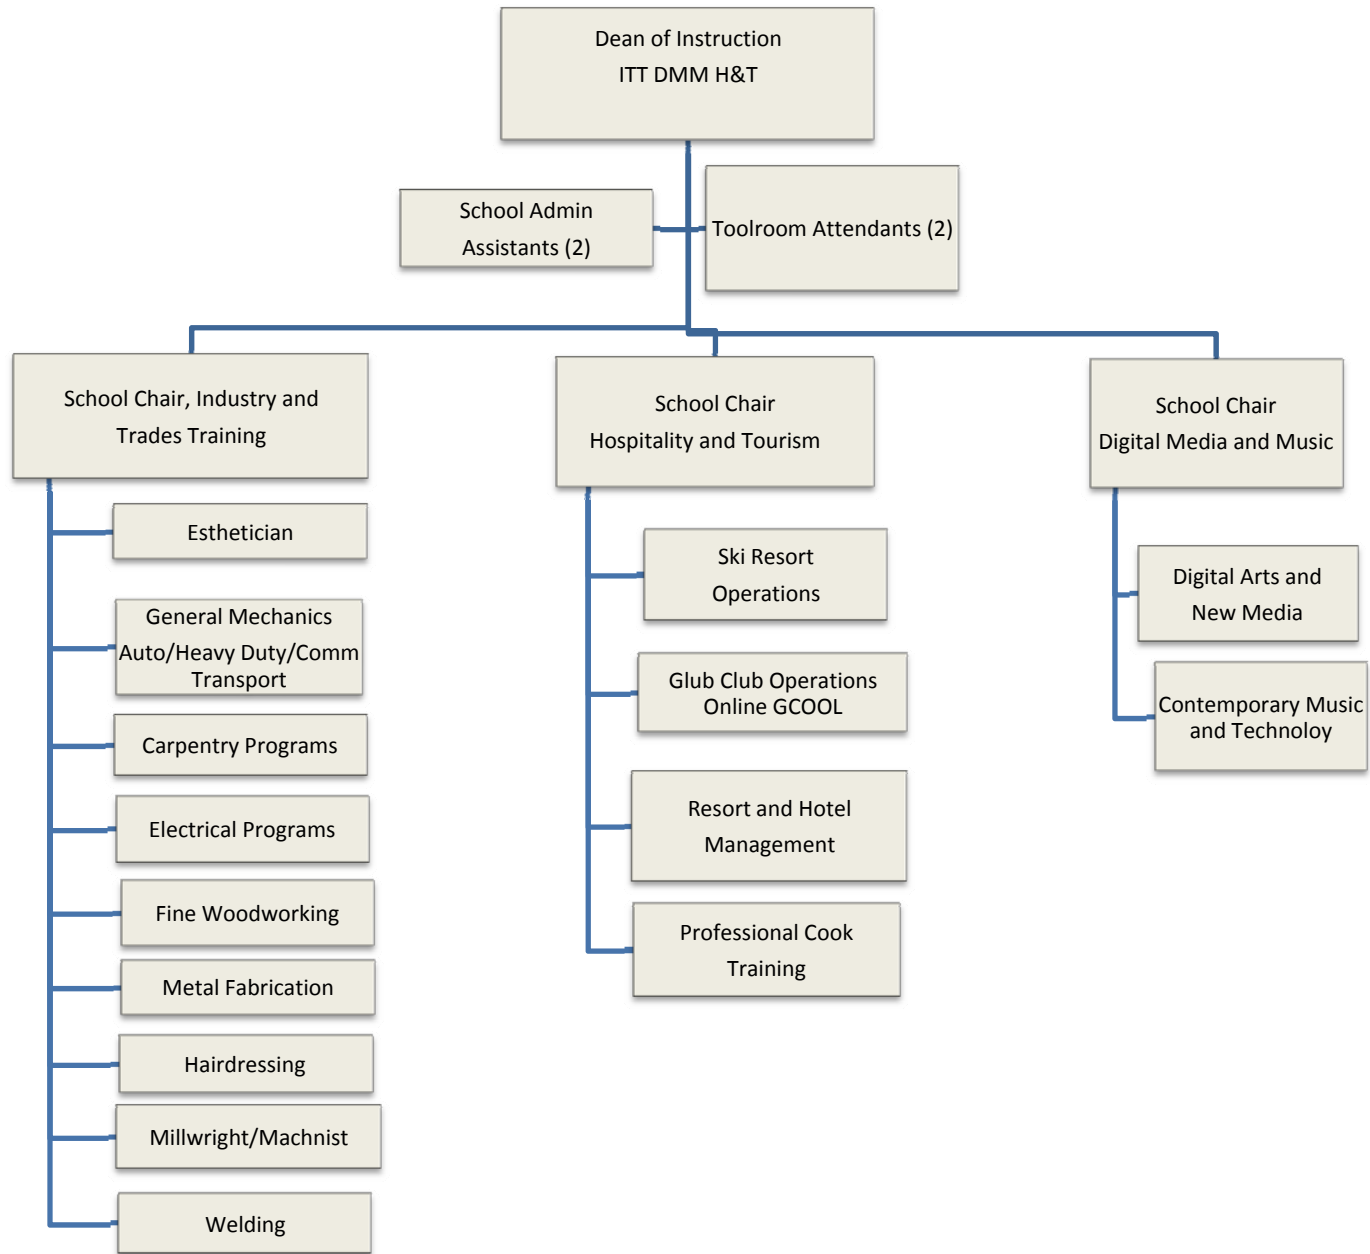 Dean of Instruction
ITT DMM H&T
School Admin
Assistants (2)
Toolroom Attendants (2)
School Chair, Industry and
Trades Training
Esthetician
General Mechanics
Auto/Heavy Duty/Comm
Transport
Carpentry Programs
Electrical Programs
Fine Woodworking
Metal Fabrication
Hairdressing
Millwright/Machnist
Welding
School Chair
Hospitality and Tourism
Ski Resort
Operations
Glub Club Operations
Online GCOOL
Resort and Hotel
Management
Professional Cook
Training
School Chair
Digital Media and Music
Digital Arts and
New Media
Contemporary Music
and Technoloy